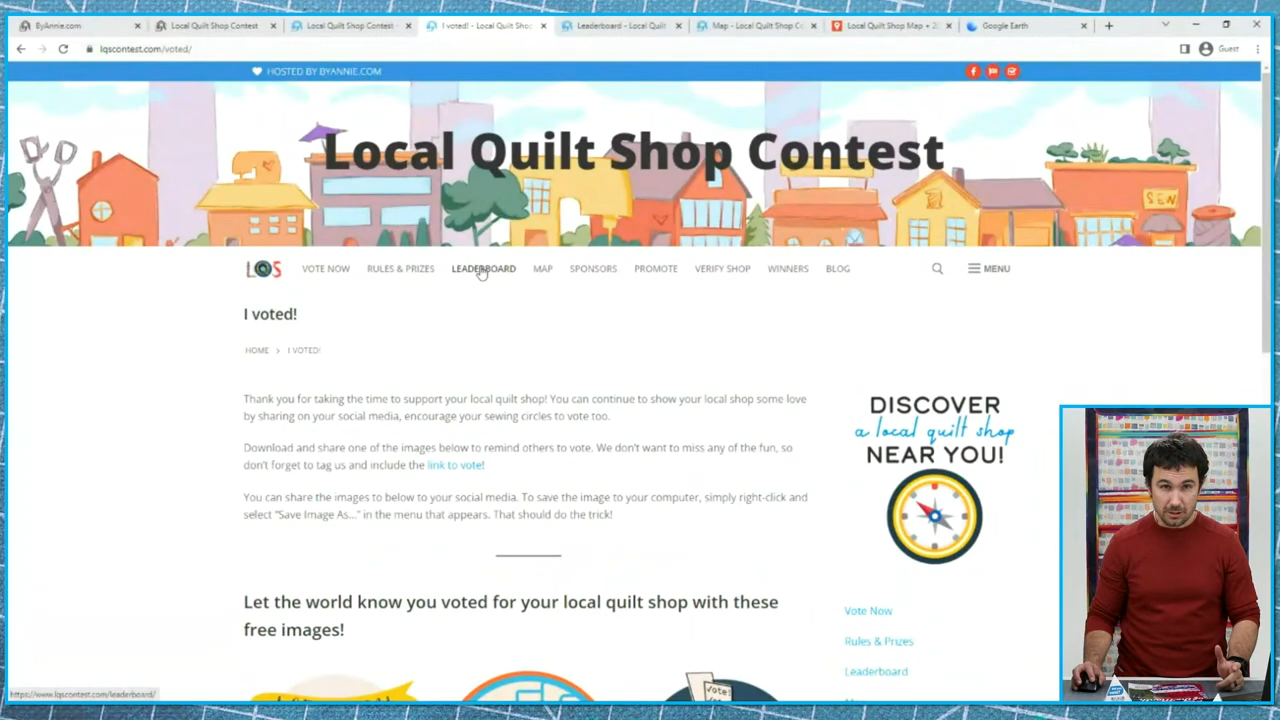 ByAnnie.com
Local Quilt Shop Contest
Local Quilt Shop Contest
I voted! - Local Quilt Sho
Leaderboard - Local Quilt
Map - Local Quilt Shop Co
Local Quilt Shop Map + 2
Google Earth
lqscontest.com/voted/
Guest
HOSTED BY BYANNIE.COM
Local Quilt Shop Contest
SEN
LQS VOTE NOW RULES & PRIZES LEADERBOARD MAP SPONSORS PROMOTE VERIFY SHOP WINNERS BLOG MENU
I voted!
HOME > I VOTED!
Thank you for taking the time to support your local quilt shop! You can continue to show your local shop some love
by sharing on your social media, encourage your sewing circles to vote too.
Download and share one of the images below to remind others to vote. We don't want to miss any of the fun, so
don't forget to tag us and include the link to vote!
You can share the images to below to your social media. To save the image to your computer, simply right-click and
select "Save Image As..." in the menu that appears. That should do the trick!
Let the world know you voted for your local quilt shop with these
free images!
Vote!
DISCOVER
a local quilt shop
NEAR YOU!
Vote Now
Rules & Prizes
Leaderboard
https://www.lqscontest.com/leaderboard/